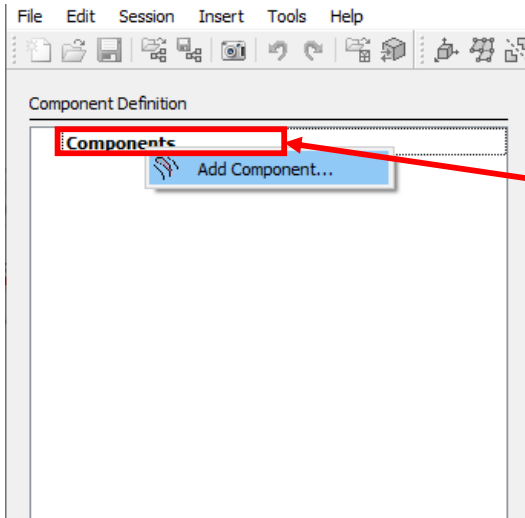 File Edit Session Insert Tools Help
Component Definition
Components
Add Component...